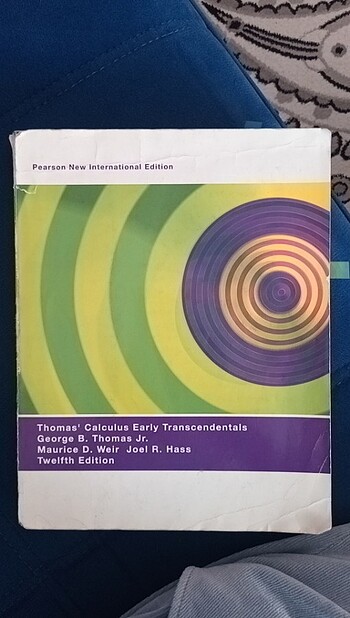 Pearson New International Edition
Thomas' Calculus Early Transcendentals
George B. Thomas Jr.
Maurice D. Weir Joel R. Hass
Twelfth Edition